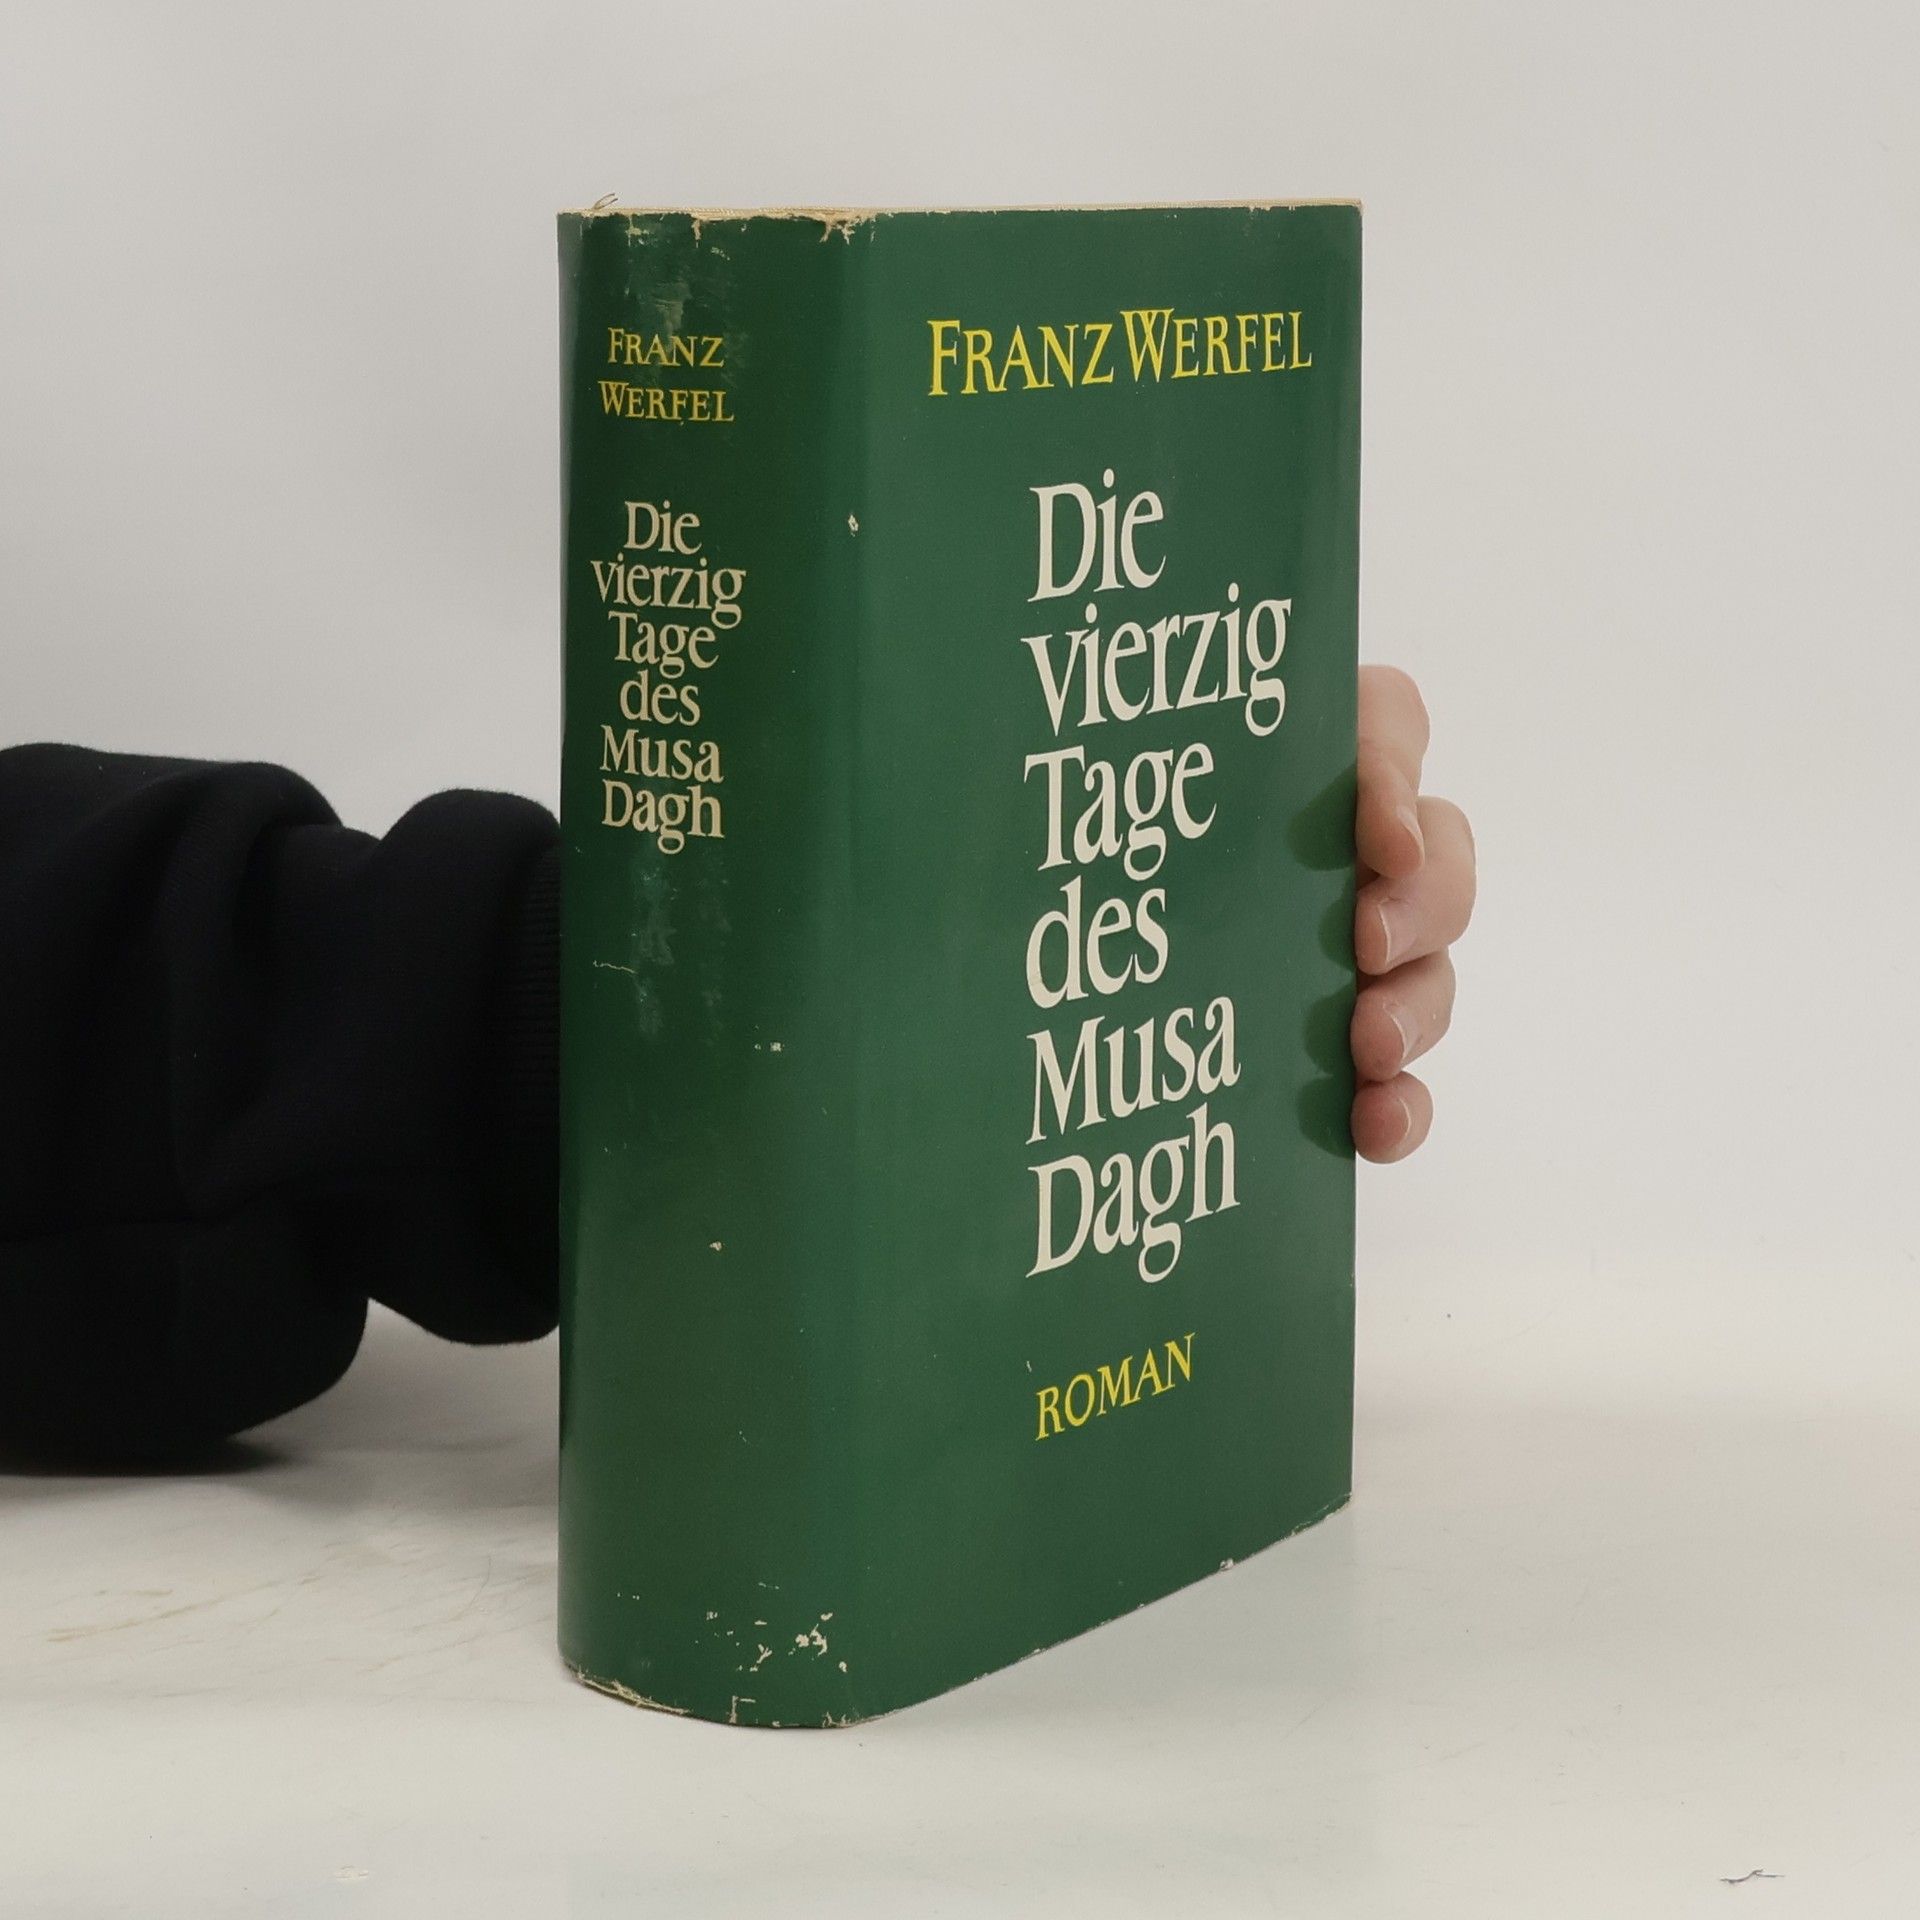 FRANZ
WERFEL
Die
vierzig
Tage
des
Musa
Dagh
FRANZ WERFEL
Die
vierzig
Tage
des
Musa
Dagh
ROMAN